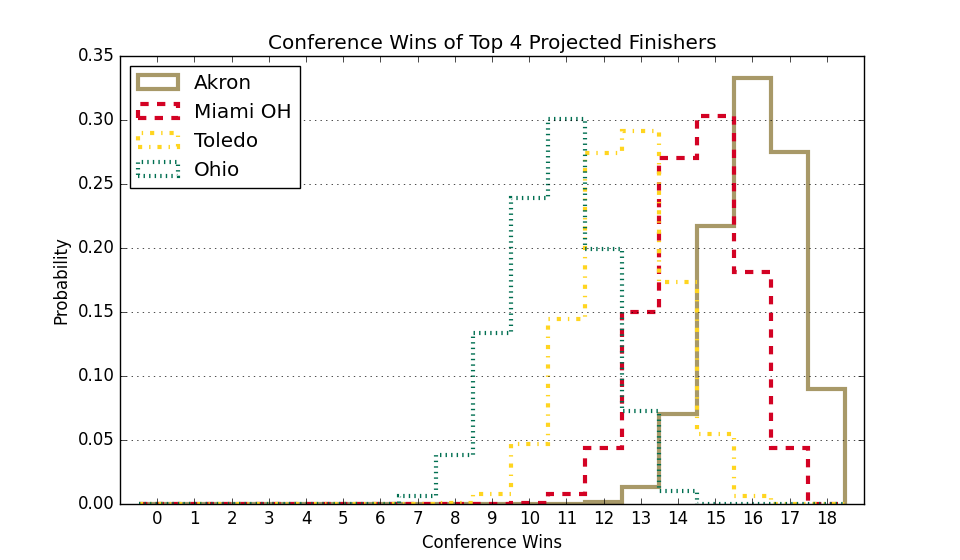 Conference Wins of Top 4 Projected Finishers
Akron
Miami OH
Toledo
Ohio
Probability
0.35
0.30
0.25
0.20
0.15
0.10
0.05
0.00
0 1 2 3 4 5 6 7 8 9 10 11 12 13 14 15 16 17 18
Conference Wins